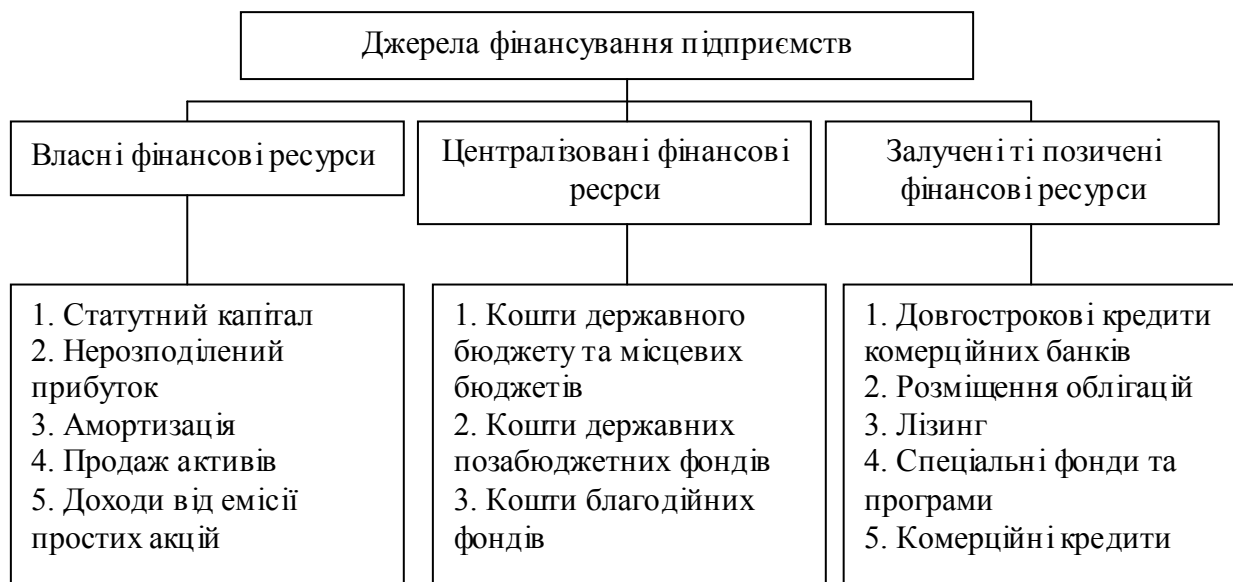 Джерела фінансування підприємств
Власні фінансові ресурси
Централізовані фінансові
ресрси
Залучені ті позичені
фінансові ресурси
1. Статутний капітал
2. Нерозподілений
прибуток
3. Амортизація
4. Продаж активів
5. Доходи від емісії
простих акцій
1. Кошти державного
бюджету та місцевих
бюджетів
2. Кошти державних
позабюджетних фондів
3. Кошти благодійних
фондів
1. Довгострокові кредити
комерційних банків
2. Розміщення облігацій
3. Лізинг
4. Спеціальні фонди та
програми
5. Комерційні кредити